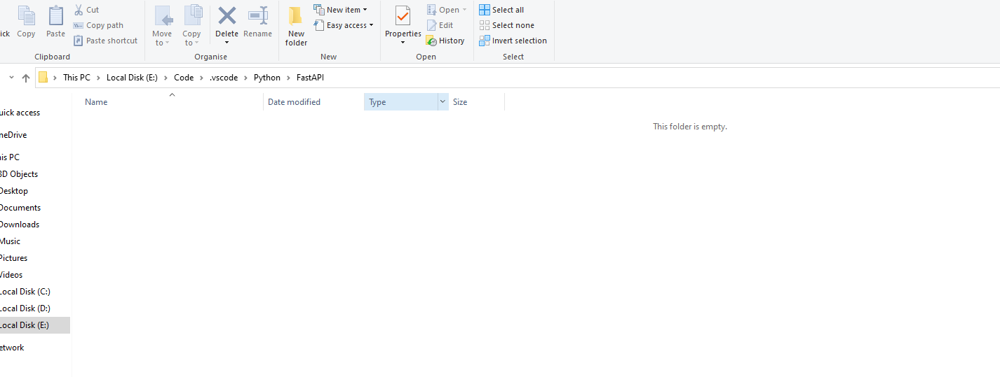 Cut
New item
Open
Select all
ick Copy Paste
Copy path
Move to
Copy to
Delete
Rename
New folder
Easy access
Properties
Edit
Select none
Paste shortcut
History
Invert selection
Clipboard
Organise
New
Open
Select
This PC
Local Disk (E:)
Code
.vscode
Python
FastAPI
Name
Date modified
Type
Size
This folder is empty.
uick access
neDrive
is PC
3D Objects
Desktop
Documents
Downloads
Music
Pictures
Videos
Local Disk (C:)
Local Disk (D:)
Local Disk (E:)
etwork